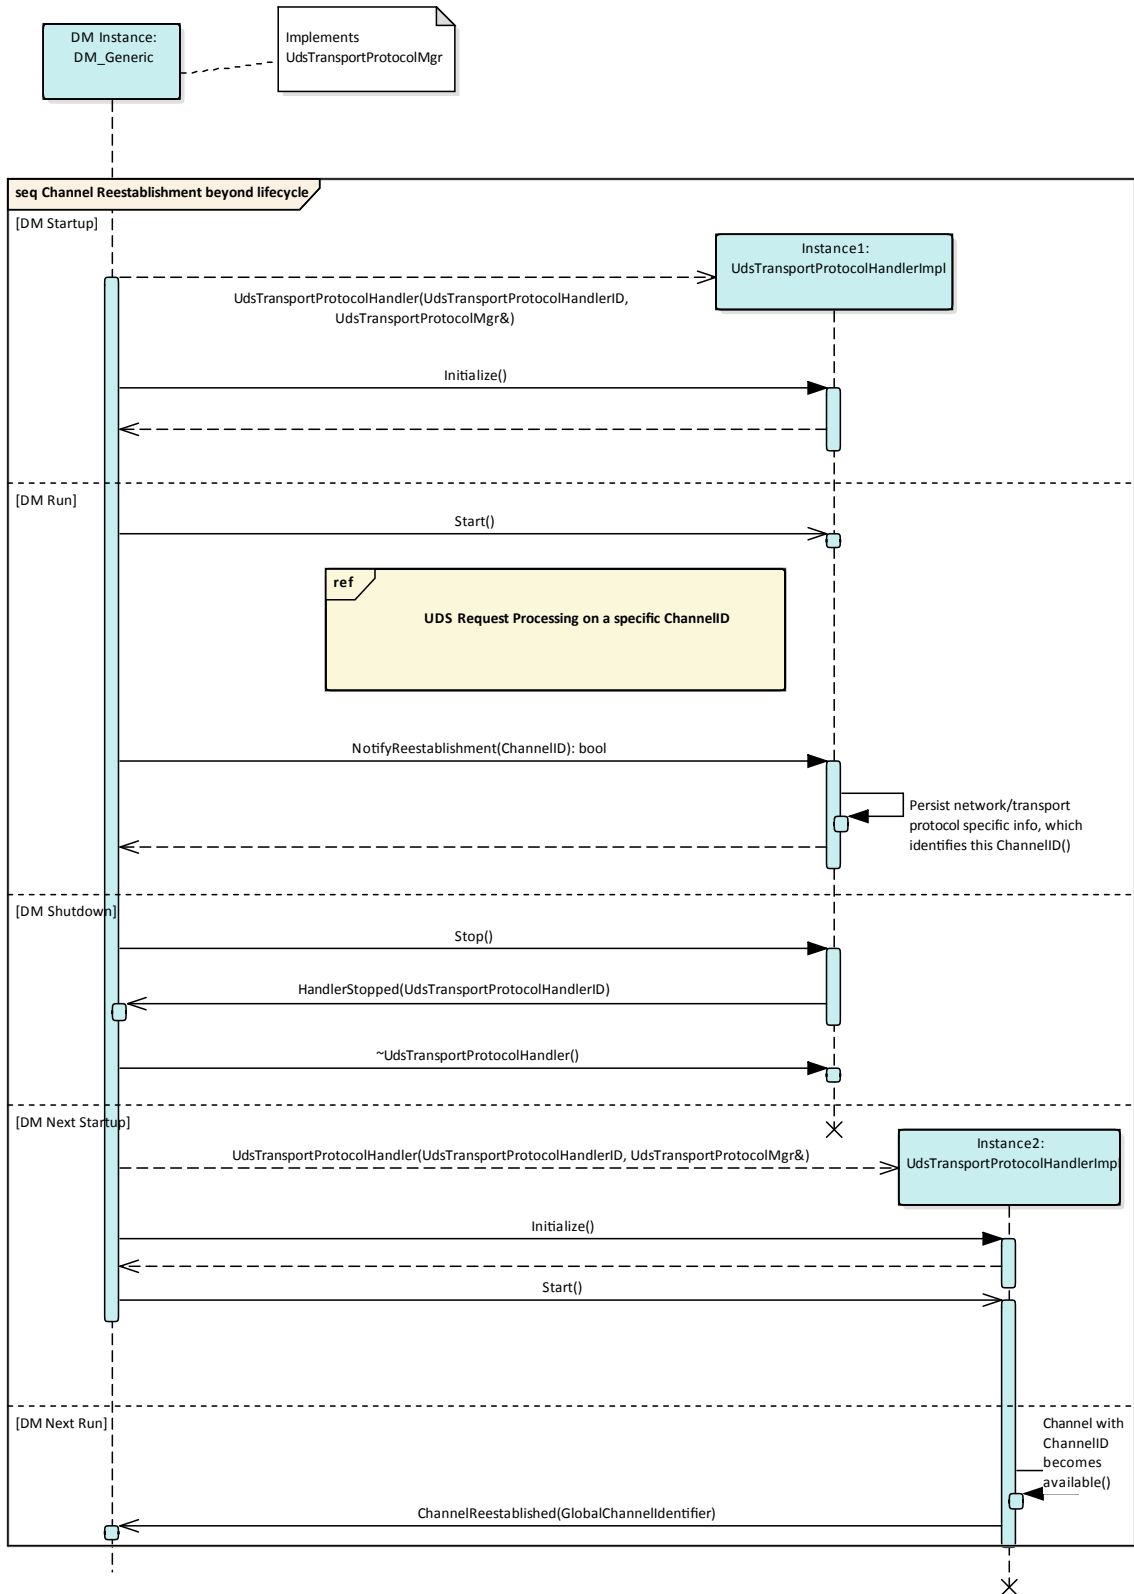 DM Instance:
DM_Generic
Implements
UdsTransportProtocolMgr
seq Channel Reestablishment beyond lifecycle
[DM Startup]
Instance1:
UdsTransportProtocolHandlerImpl
UdsTransportProtocolHandler(UdsTransportProtocolHandlerID,
UdsTransportProtocolMgr&)
Initialize()
[DM Run]
Start()
ref
UDS Request Processing on a specific ChannelID
NotifyReestablishment(ChannelID): bool
Persist network/transport
protocol specific info, which
identifies this ChannelID()
[DM Shutdown]
Stop()
HandlerStopped(UdsTransportProtocolHandlerID)
~UdsTransportProtocolHandler()
[DM Next Startup]
Instance2:
UdsTransportProtocolHandlerImpl
UdsTransportProtocolHandler(UdsTransportProtocolHandlerID, UdsTransportProtocolMgr&)
Initialize()
Start()
[DM Next Run]
Channel with
ChannelID
becomes
available()
ChannelReestablished(GlobalChannelIdentifier)